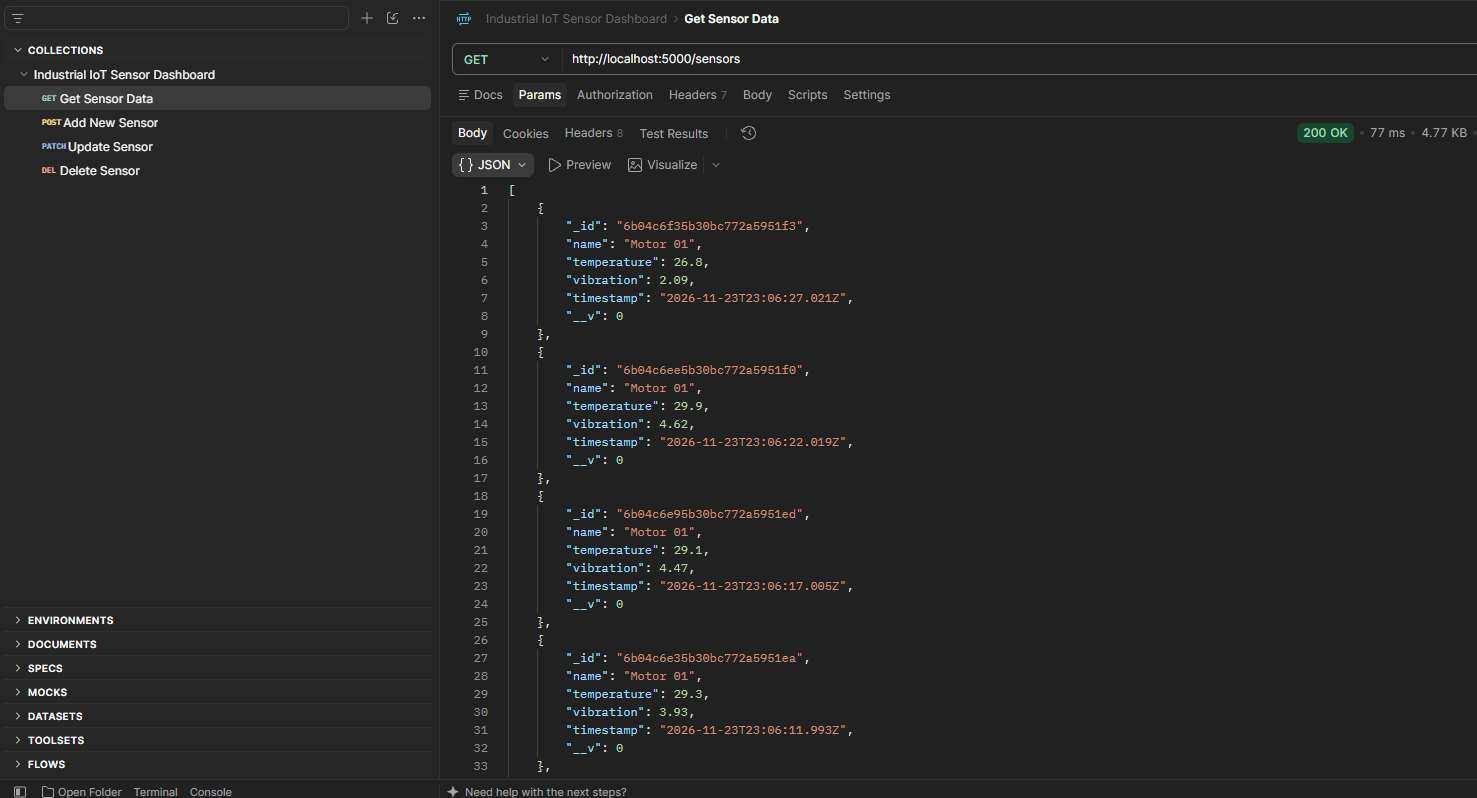 COLLECTIONS
Industrial IoT Sensor Dashboard
GET Get Sensor Data
POST Add New Sensor
PATCH Update Sensor
DEL Delete Sensor
ENVIRONMENTS
DOCUMENTS
SPECS
MOCKS
DATASETS
TOOLSETS
FLOWS
Open Folder Terminal Console
HTTP Industrial IoT Sensor Dashboard > Get Sensor Data
GET http://localhost:5000/sensors
Docs Params Authorization Headers 7 Body Scripts Settings
Body Cookies Headers 8 Test Results 200 OK • 77 ms • 4.77 KB •
{} JSON Preview Visualize
1 [
2 {
3 "_id": "6b04c6f35b30bc772a5951f3",
4 "name": "Motor 01",
5 "temperature": 26.8,
6 "vibration": 2.09,
7 "timestamp": "2026-11-23T23:06:27.021Z",
8 "__v": 0
9 },
10 {
11 "_id": "6b04c6ee5b30bc772a5951f0",
12 "name": "Motor 01",
13 "temperature": 29.9,
14 "vibration": 4.62,
15 "timestamp": "2026-11-23T23:06:22.019Z",
16 "__v": 0
17 },
18 {
19 "_id": "6b04c6e95b30bc772a5951ed",
20 "name": "Motor 01",
21 "temperature": 29.1,
22 "vibration": 4.47,
23 "timestamp": "2026-11-23T23:06:17.005Z",
24 "__v": 0
25 },
26 {
27 "_id": "6b04c6e35b30bc772a5951ea",
28 "name": "Motor 01",
29 "temperature": 29.3,
30 "vibration": 3.93,
31 "timestamp": "2026-11-23T23:06:11.993Z",
32 "__v": 0
33 },
Need help with the next steps?